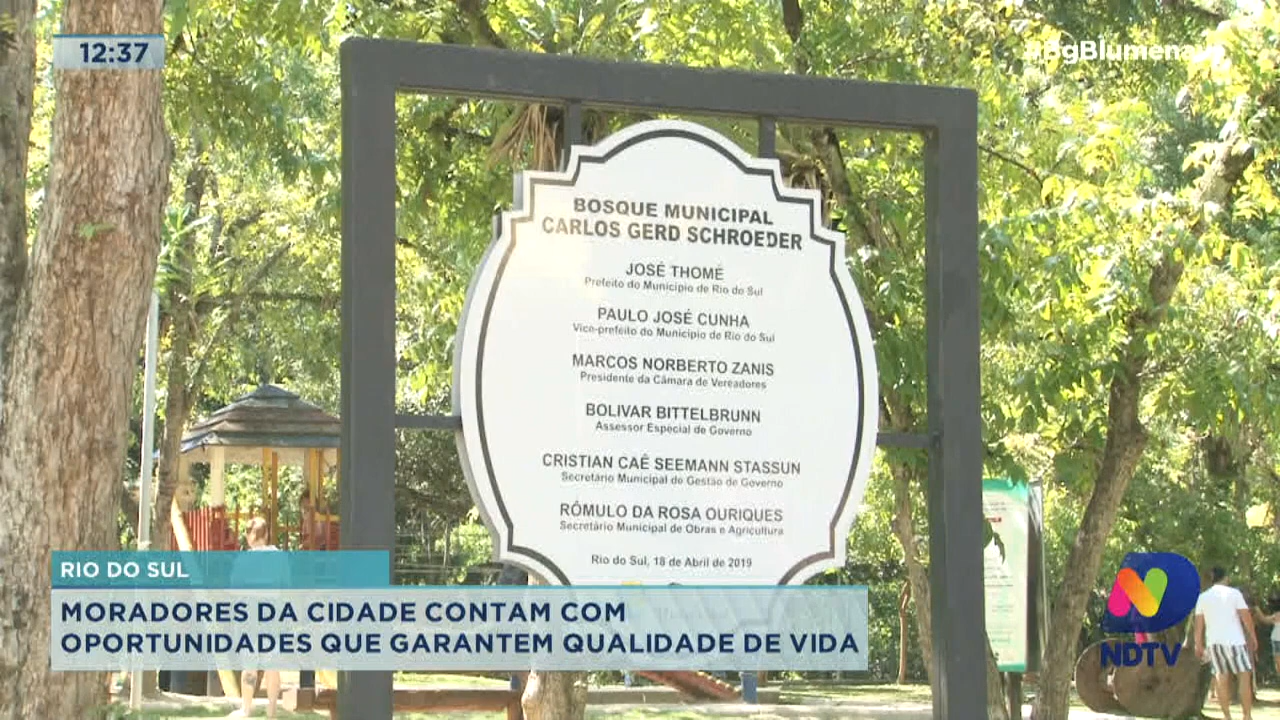 12:37
#BgBlumenau
BOSQUE MUNICIPAL
CARLOS GERD SCHROEDER
JOSÉ THOMÉ
Prefeito do Município de Rio do Sul
PAULO JOSÉ CUNHA
Vice-prefeito do Município de Rio do Sul
MARCOS NORBERTO ZANIS
Presidente da Câmara de Vereadores
BOLIVAR BITTELBRUNN
Assessor Especial de Governo
CRISTIAN CAÊ SEEMANN STASSUN
Secretário Municipal de Gestão de Governo
RÔMULO DA ROSA OURIQUES
Secretário Municipal de Obras e Agricultura
Rio do Sul, 18 de Abril de 2019
RIO DO SUL
MORADORES DA CIDADE CONTAM COM
OPORTUNIDADES QUE GARANTEM QUALIDADE DE VIDA
NDTV